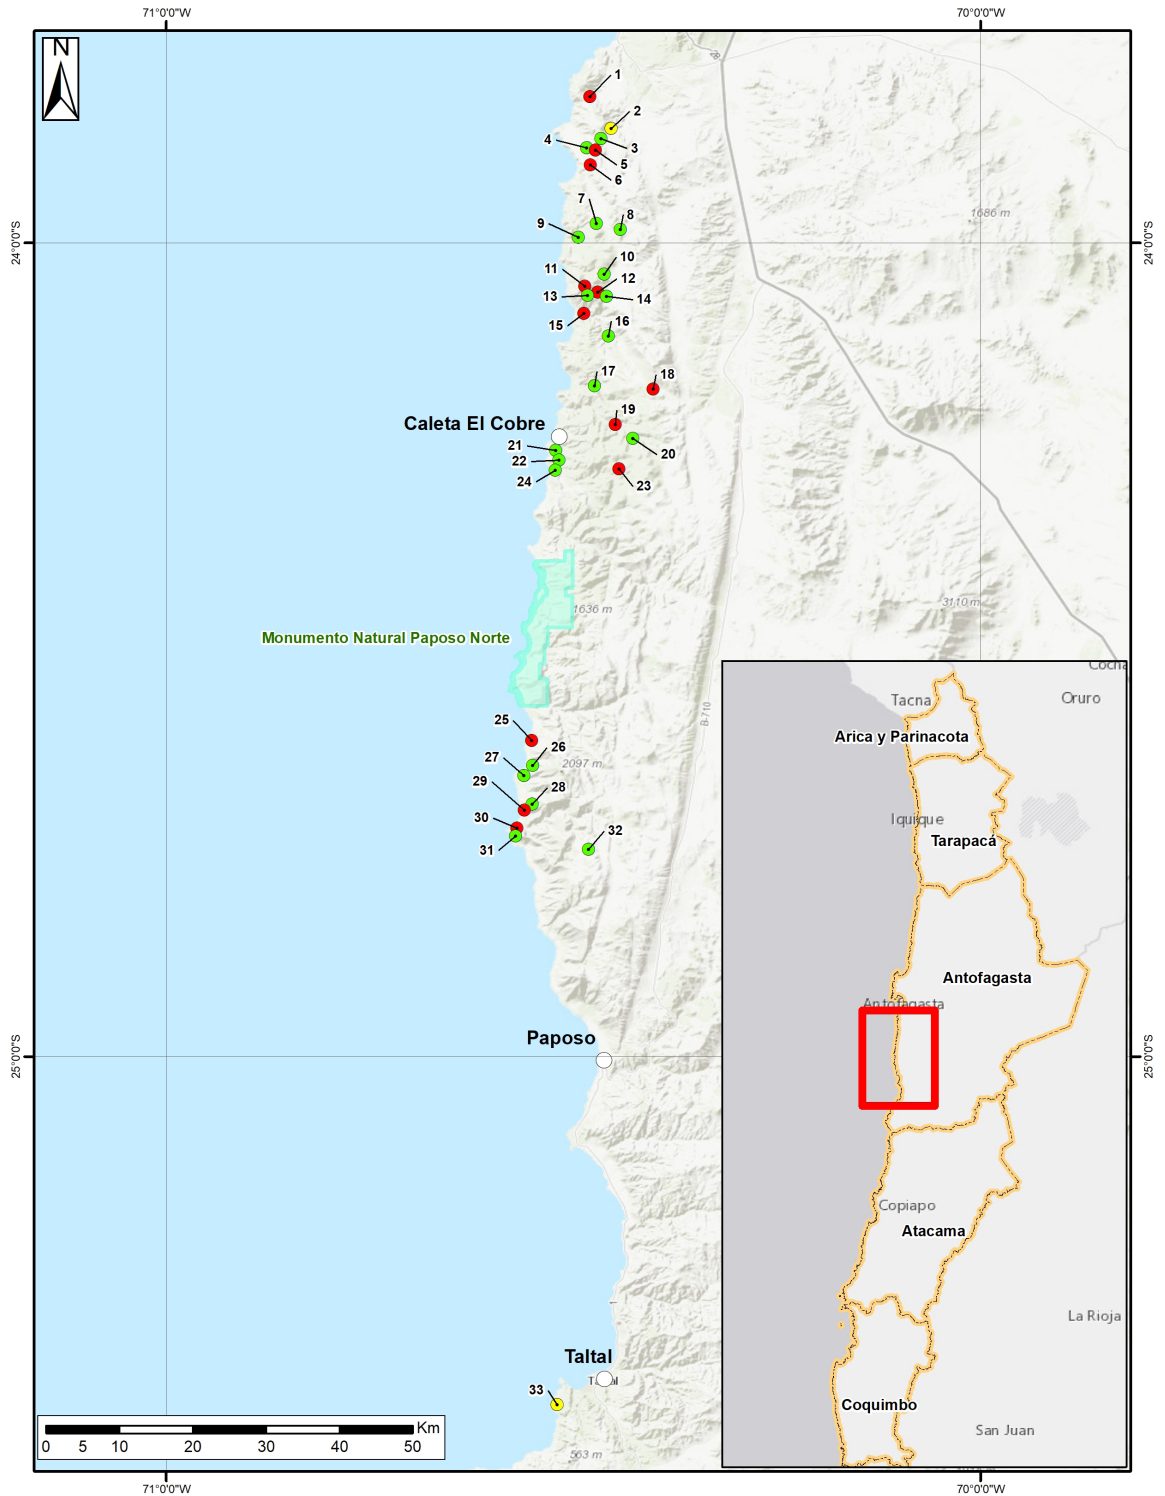 71°0'0"W
70°0'0"W
N
1
2
3
4
5
6
7
8
9
1686 m
24°0'0"S
24°0'0"S
10
11
12
13
14
15
16
17
18
19
Caleta El Cobre
20
21
22
23
24
1636 m
3110 m
Monumento Natural Paposo Norte
B-710
25
26
27
2097 m
28
29
30
31
32
Paposo
25°0'0"S
25°0'0"S
Taltal
33
563 m
Km
0 5 10 20 30 40 50
Tacna
Oruro
Arica y Parinacota
Iquique
Tarapacá
Antofagasta
Antofagasta
Copiapo
Atacama
La Rioja
Coquimbo
San Juan
71°0'0"W
70°0'0"W